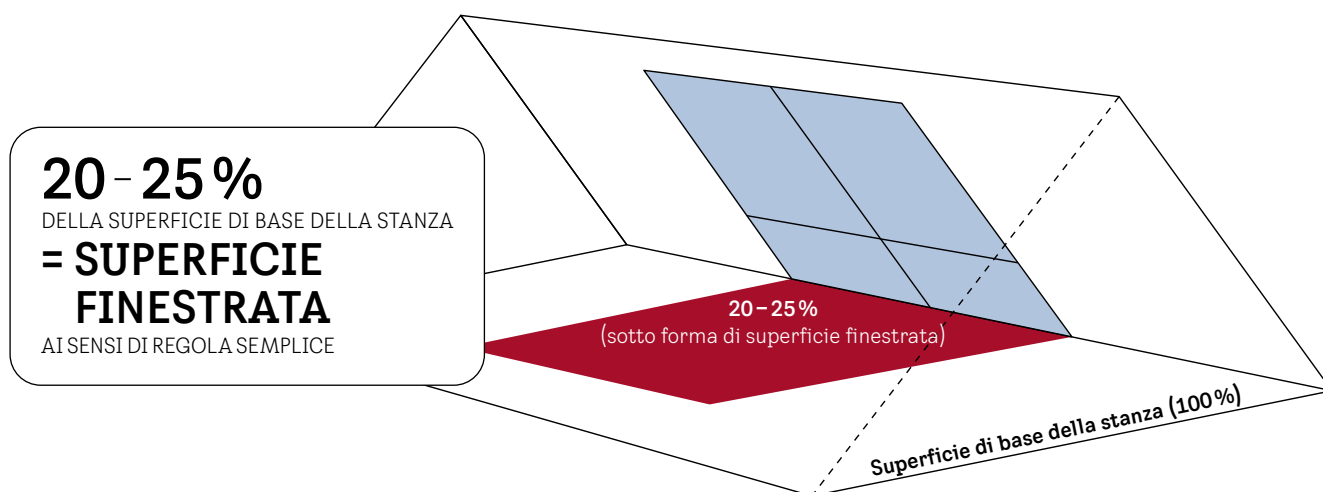 20 – 25 %
DELLA SUPERFICIE DI BASE DELLA STANZA
= SUPERFICIE
FINESTRATA
AI SENSI DI REGOLA SEMPLICE
20 – 25 %
(sotto forma di superficie finestrata)
Superficie di base della stanza (100 %)